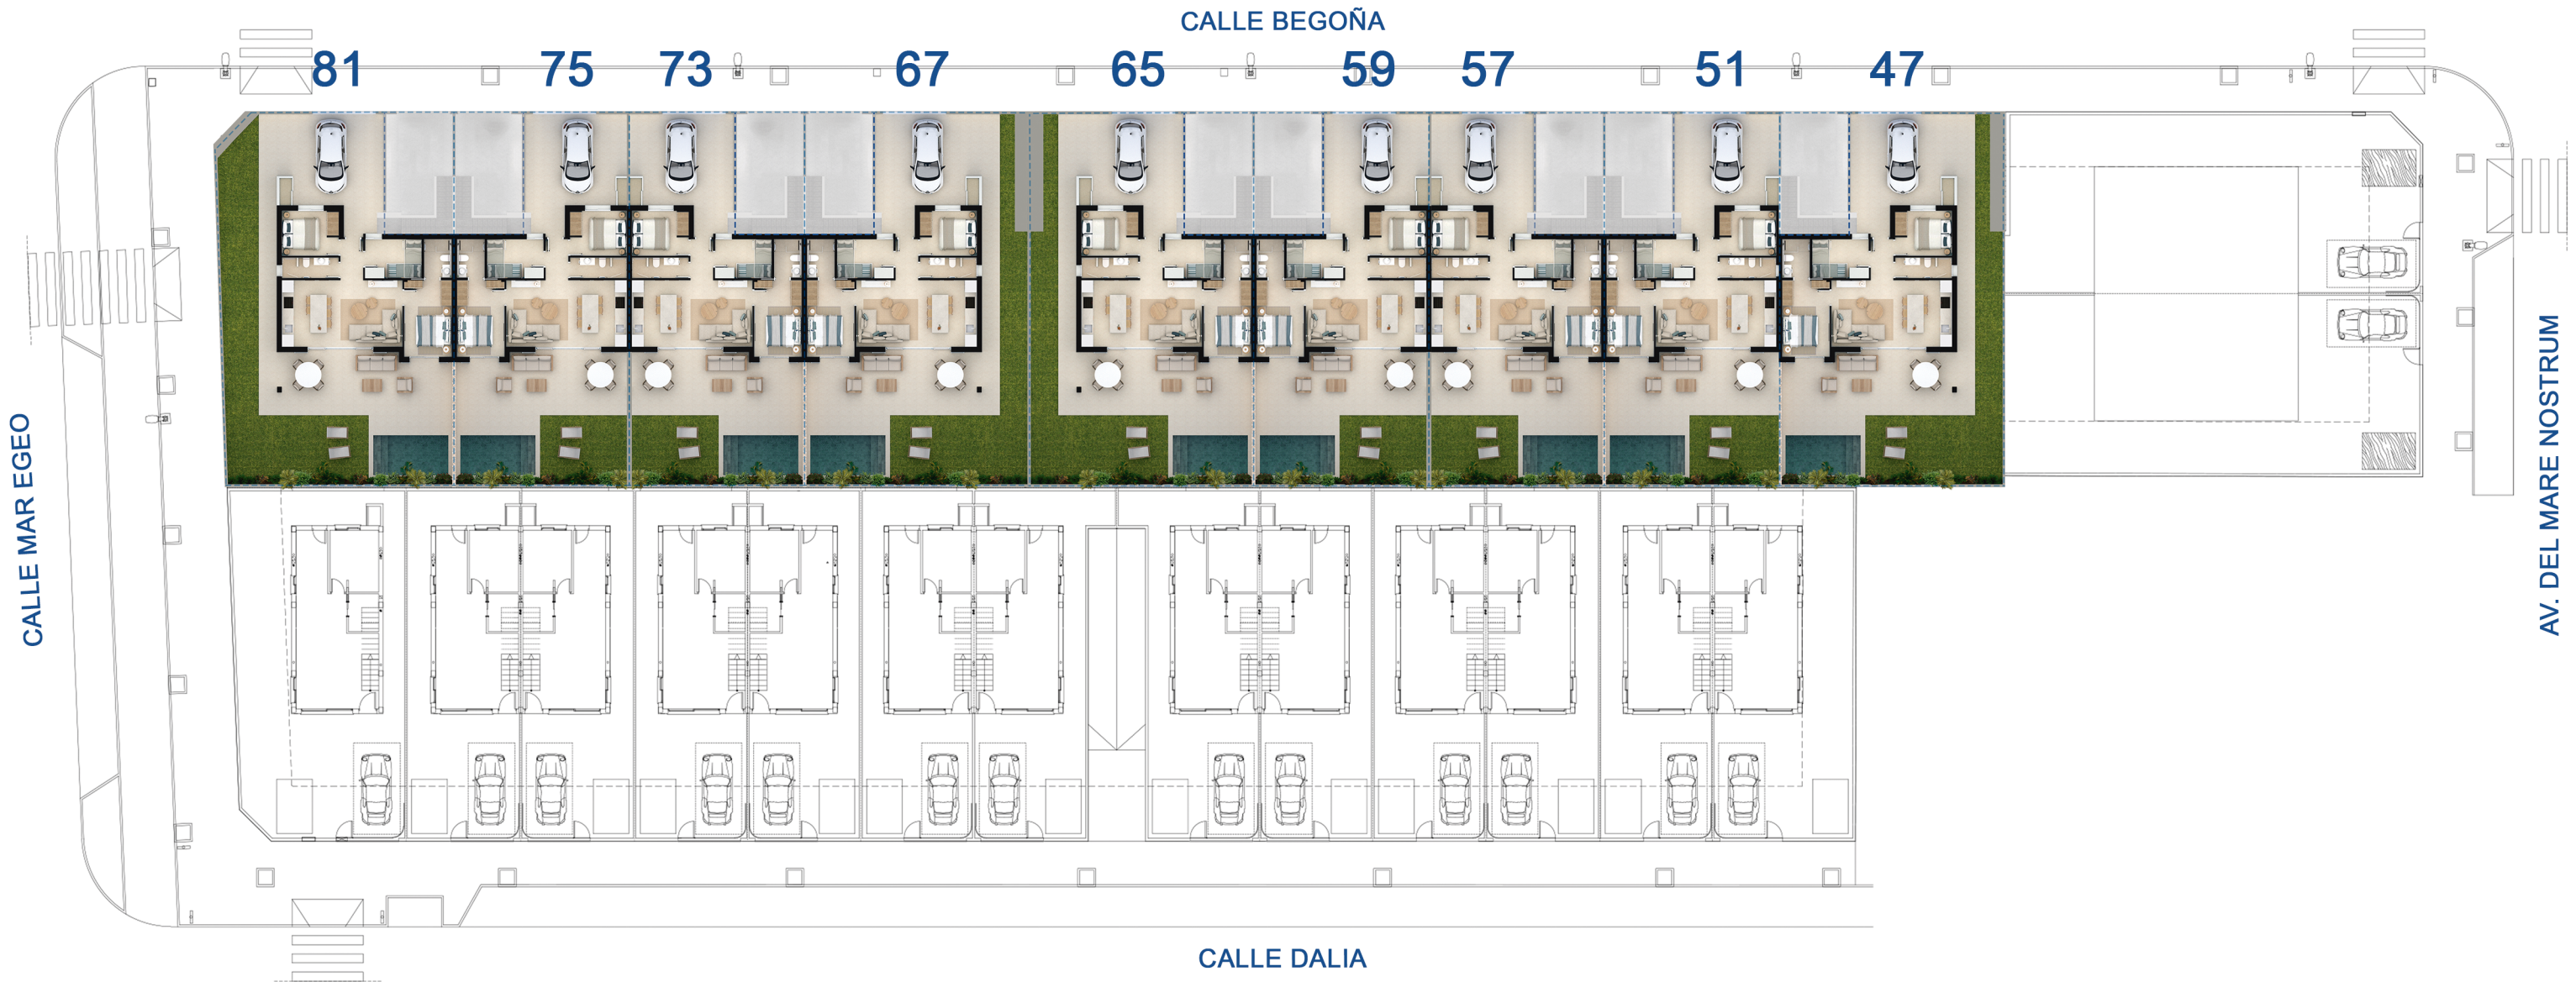 CALLE BEGOÑA
81 75 73 67 65 59 57 51 47
CALLE MAR EGEO
AV. DEL MARE NOSTRUM
CALLE DALIA